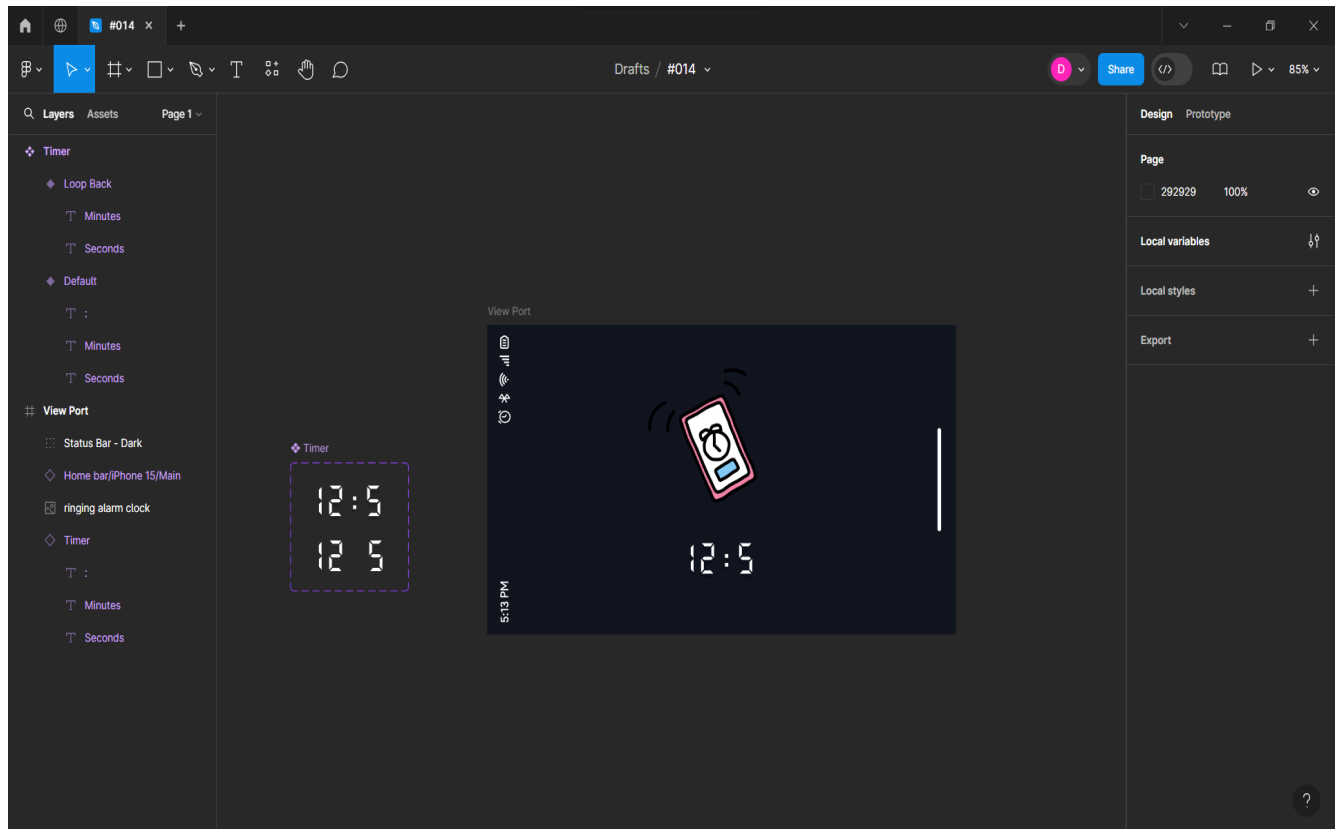 #014
Drafts / #014
D
Share
85%
Layers Assets Page 1
Timer
Loop Back
Minutes
Seconds
Default
:
Minutes
Seconds
View Port
Status Bar - Dark
Home bar/iPhone 15/Main
ringing alarm clock
Timer
:
Minutes
Seconds
Timer
12:5
12 5
View Port
5:13 PM
12:5
Design Prototype
Page
292929 100%
Local variables
Local styles
Export
?